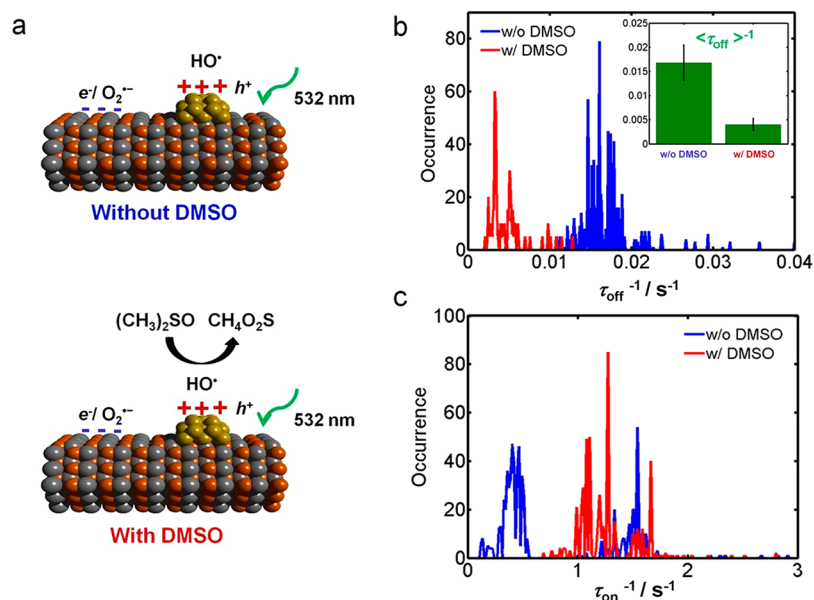 a
HO•
+ + +
h+
e-/ O2•−
- - -
532 nm
Without DMSO
(CH3)2SO CH4O2S
HO•
+ + +
h+
e-/ O2•−
- - -
532 nm
With DMSO
b
w/o DMSO
w/ DMSO
80
60
40
20
0
Occurrence
0 0.01 0.02 0.03 0.04
τoff -1 / s-1
<τoff >-1
0.025
0.02
0.015
0.01
0.005
0
w/o DMSO w/ DMSO
c
w/o DMSO
w/ DMSO
100
80
60
40
20
0
Occurrence
0 1 2 3
τon -1 / s-1